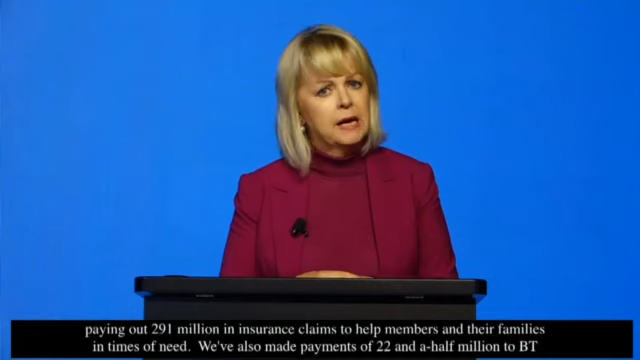 paying out 291 million in insurance claims to help members and their families
in times of need.  We've also made payments of 22 and a-half million to BT